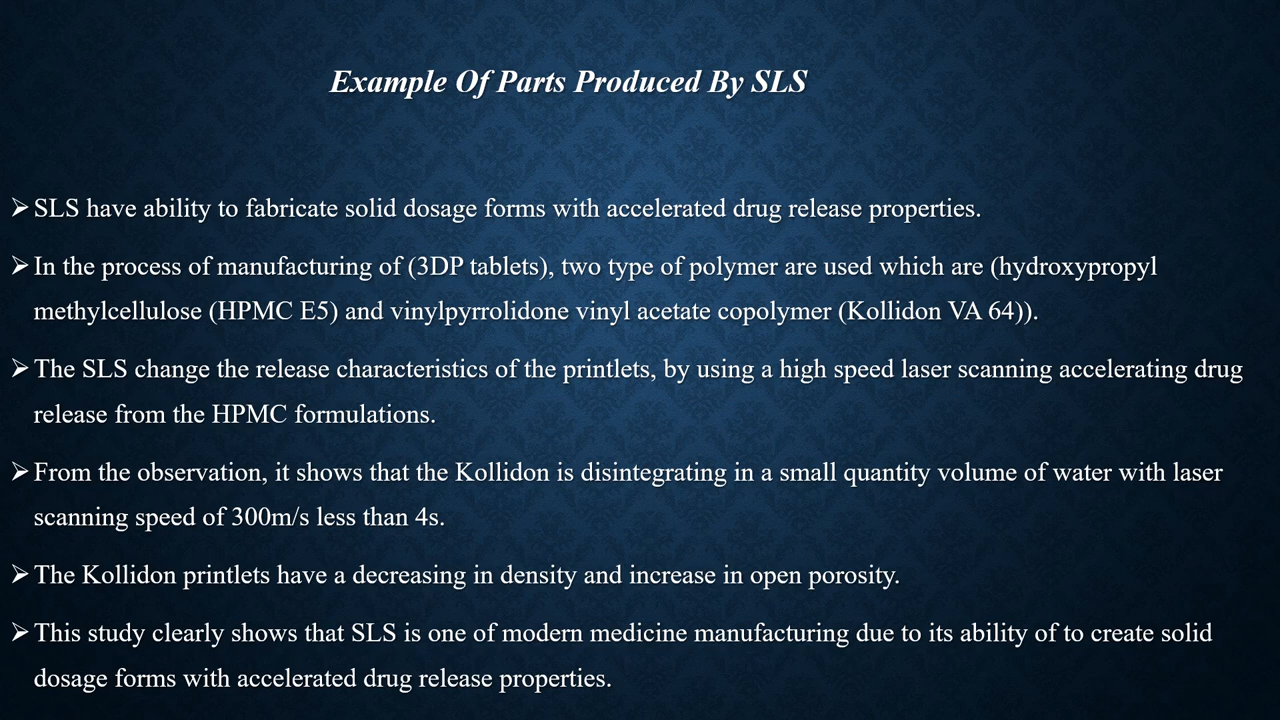 Example Of Parts Produced By SLS
➢SLS have ability to fabricate solid dosage forms with accelerated drug release properties.
➢In the process of manufacturing of (3DP tablets), two type of polymer are used which are (hydroxypropyl
methylcellulose (HPMC E5) and vinylpyrrolidone vinyl acetate copolymer (Kollidon VA 64)).
➢The SLS change the release characteristics of the printlets, by using a high speed laser scanning accelerating drug
release from the HPMC formulations.
➢From the observation, it shows that the Kollidon is disintegrating in a small quantity volume of water with laser
scanning speed of 300m/s less than 4s.
➢The Kollidon printlets have a decreasing in density and increase in open porosity.
➢This study clearly shows that SLS is one of modern medicine manufacturing due to its ability of to create solid
dosage forms with accelerated drug release properties.